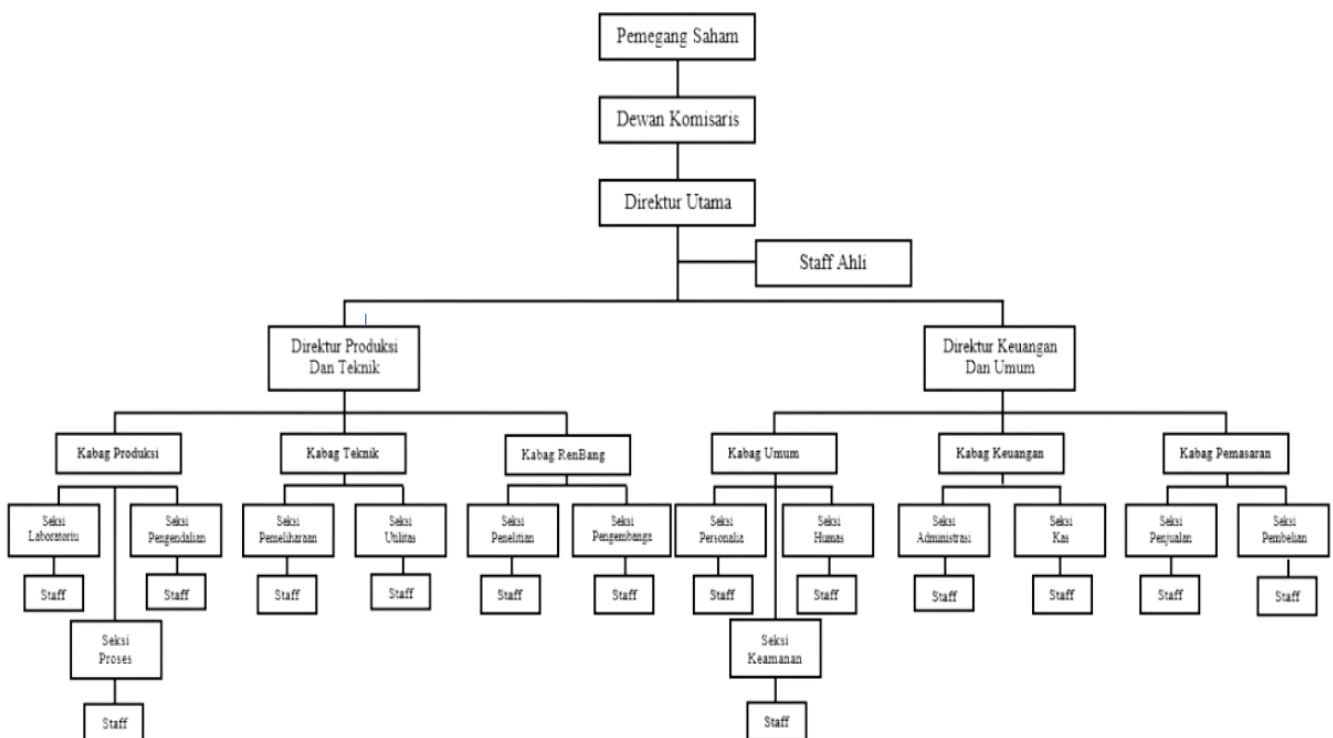 Pemegang Saham
Dewan Komisaris
Direktur Utama
Staff Ahli
Direktur Produksi
Dan Teknik
Direktur Keuangan
Dan Umum
Kabag Produksi
Kabag Teknik
Kabag RenBang
Kabag Umum
Kabag Keuangan
Kabag Pemasaran
Seksi
Laboratoriu
Seksi
Pengendalian
Seksi
Pemeliharaan
Seksi
Utilitas
Seksi
Penelitian
Seksi
Pengembanga
Seksi
Personalia
Seksi
Humas
Seksi
Administrasi
Seksi
Kas
Seksi
Penjualan
Seksi
Pembelian
Staff
Staff
Staff
Staff
Staff
Staff
Staff
Staff
Staff
Staff
Staff
Staff
Seksi
Proses
Seksi
Keamanan
Staff
Staff